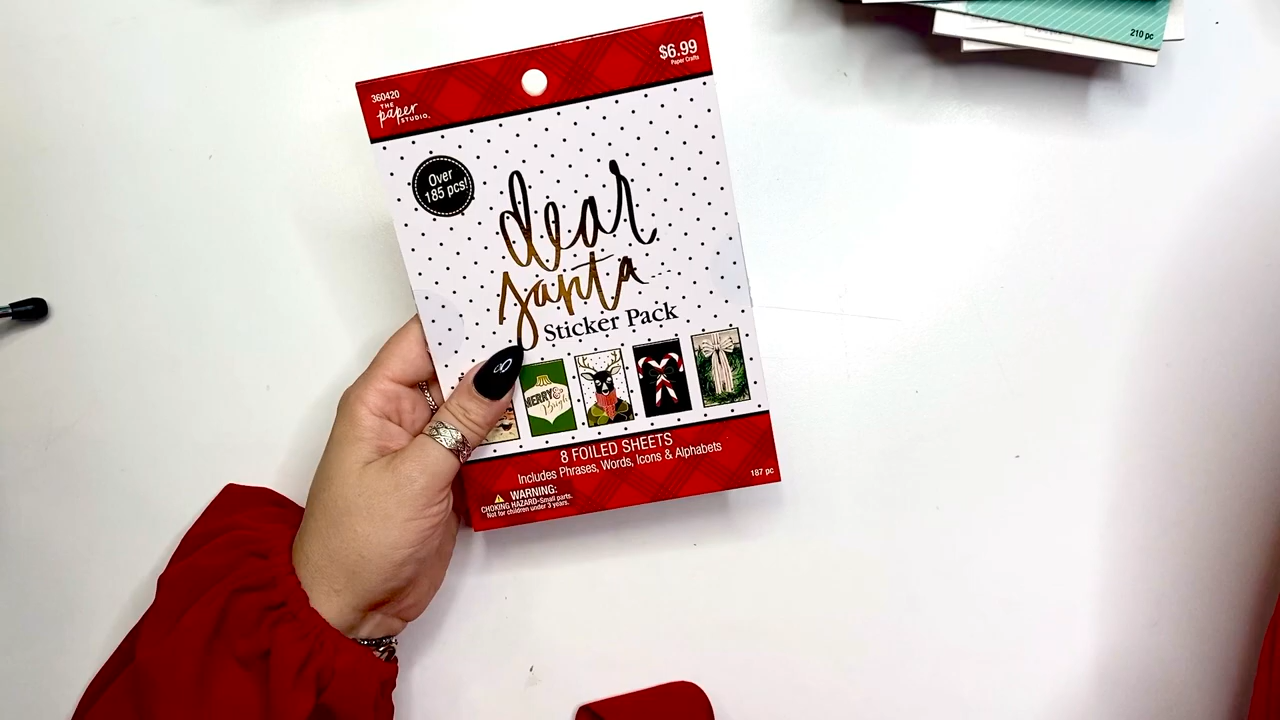 210 pc
$6.99
Paper Crafts
360420
THE
paper
STUDIO
Over
185 pcs!
dear
santa
Sticker Pack
MERRY &
Bright
8 FOILED SHEETS
Includes Phrases, Words, Icons & Alphabets
WARNING:
CHOKING HAZARD-Small parts.
Not for children under 3 years.
187 pc